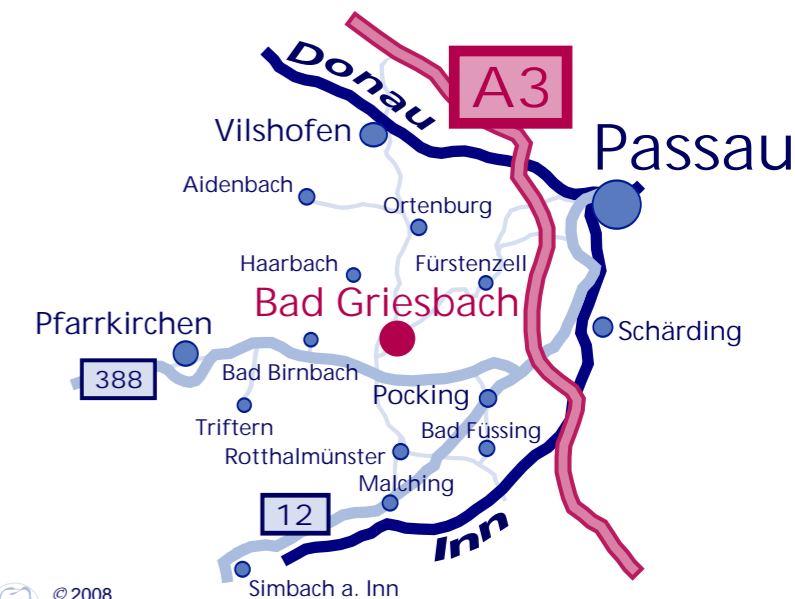 Donau
A3
Vilshofen
Passau
Aidenbach
Ortenburg
Haarbach
Fürstenzell
Bad Griesbach
Pfarrkirchen
Schärding
388
Bad Birnbach
Pocking
Triftern
Bad Füssing
Rotthalmünster
Malching
12
Inn
Simbach a. Inn
© 2008